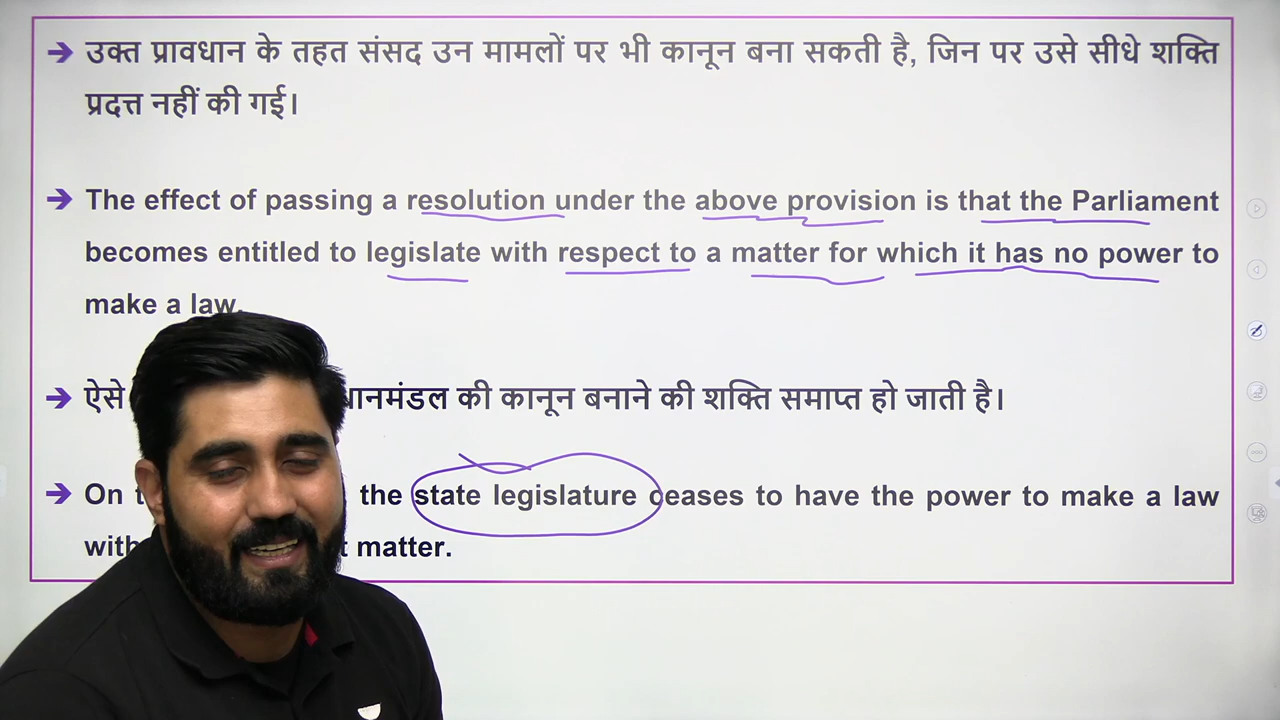 ➔ उक्त प्रावधान के तहत संसद उन मामलों पर भी कानून बना सकती है, जिन पर उसे सीधे शक्ति
प्रदत्त नहीं की गई।
➔ The effect of passing a resolution under the above provision is that the Parliament
becomes entitled to legislate with respect to a matter for which it has no power to
make a law.
➔ ऐसे की कानून बनाने की शक्ति समाप्त हो जाती है।
➔ On the state legislature ceases to have the power to make a law
matter.